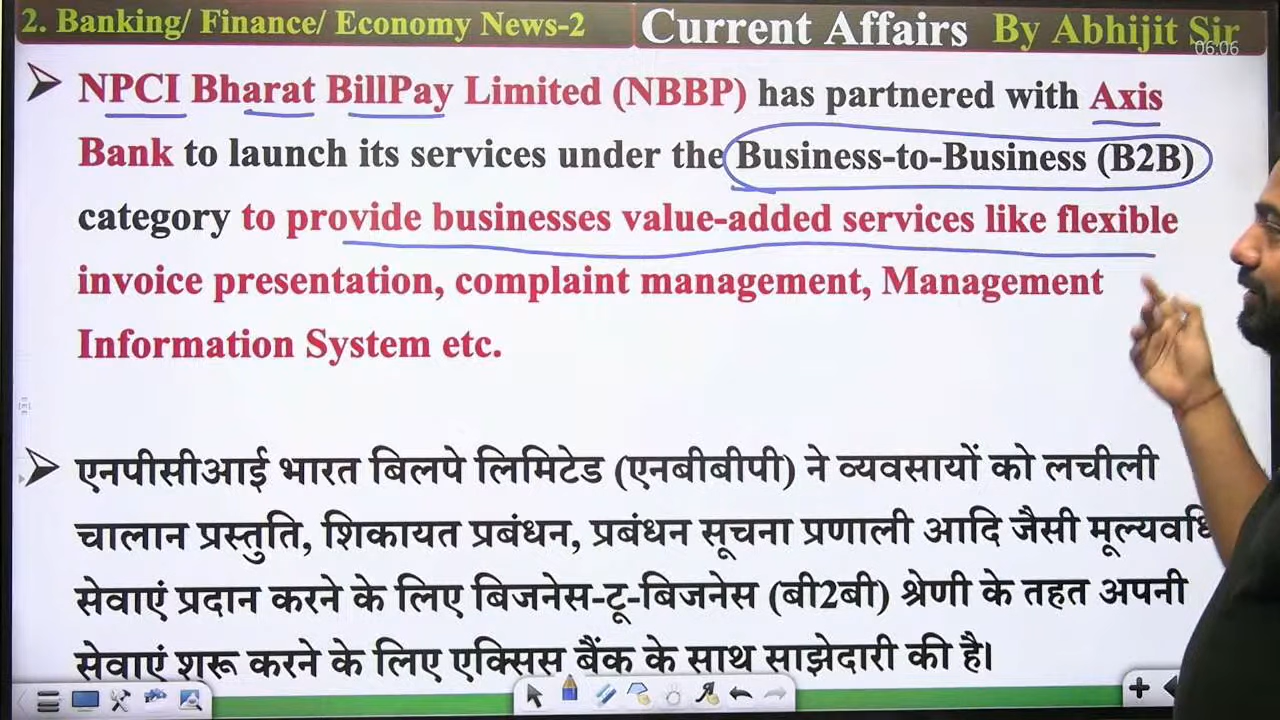 2. Banking/ Finance/ Economy News-2
Current Affairs By Abhijit Sir
06:06
NPCI Bharat BillPay Limited (NBBP) has partnered with Axis
Bank to launch its services under the Business-to-Business (B2B)
category to provide businesses value-added services like flexible
invoice presentation, complaint management, Management
Information System etc.
एनपीसीआई भारत बिलपे लिमिटेड (एनबीबीपी) ने व्यवसायों को लचीली
चालान प्रस्तुति, शिकायत प्रबंधन, प्रबंधन सूचना प्रणाली आदि जैसी
सेवाएं प्रदान करने के लिए बिजनेस-टू-बिजनेस (बी2बी) श्रेणी के तहत अपनी
सेवाएं शुरू करने के लिए एक्सिस बैंक के साथ साझेदारी की है।